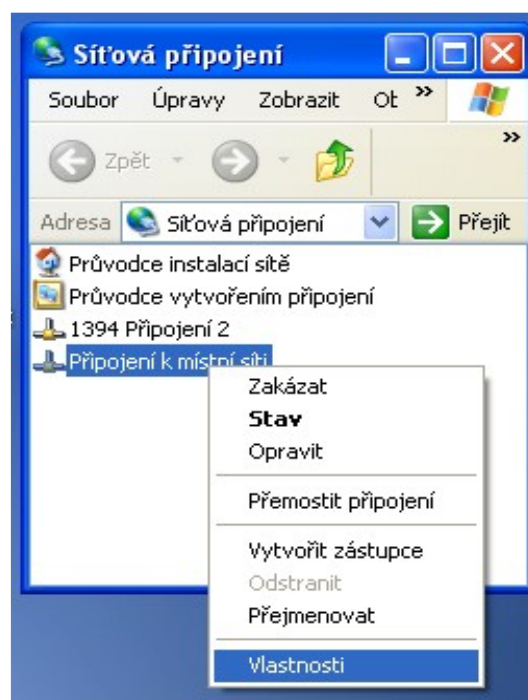 Síťová připojení
Soubor Úpravy Zobrazit Ob »
Zpět »
Adresa Síťová připojení Přejít
Průvodce instalací sítě
Průvodce vytvořením připojení
1394 Připojení 2
Připojení k místní síti
Zakázat
Stav
Opravit
Přemostit připojení
Vytvořit zástupce
Odstranit
Přejmenovat
Vlastnosti